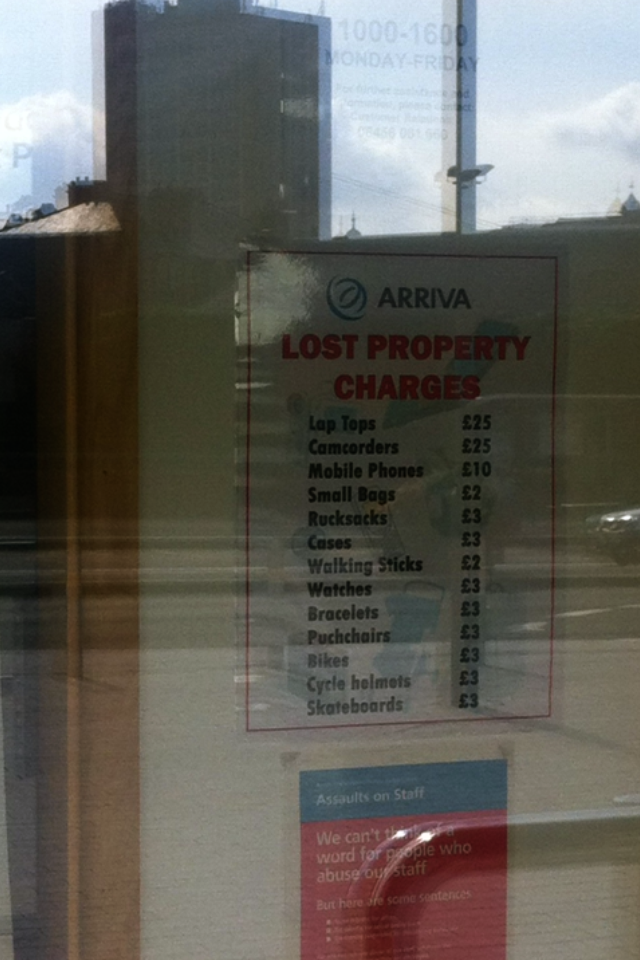 1000-1600
MONDAY-FRIDAY
ARRIVA
LOST PROPERTY
CHARGES
Lap Tops £25
Camcorders £25
Mobile Phones £10
Small Bags £2
Rucksacks £3
Cases £3
Walking Sticks £2
Watches £3
Bracelets £3
Puchchairs £3
Bikes £3
Cycle helmets £3
Skateboards £3
Assaults on Staff
We can't think of a
word for people who
abuse our staff
But here are some sentences